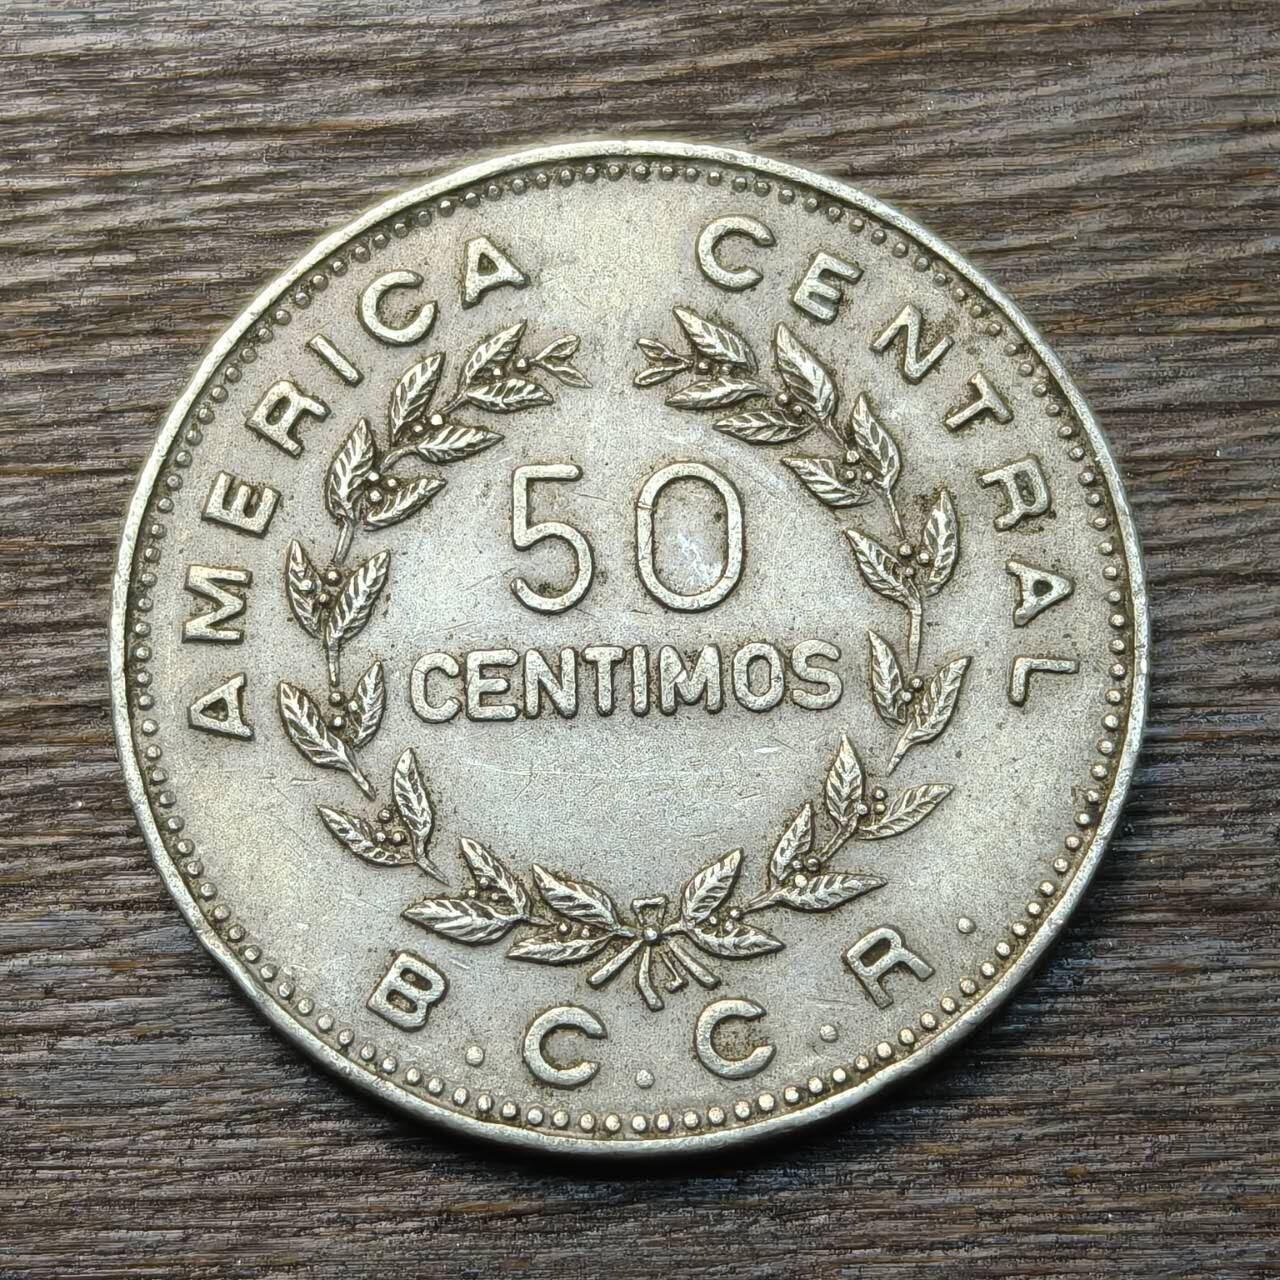 AMERICA CENTRAL
50
CENTIMOS
B.C.C.R.